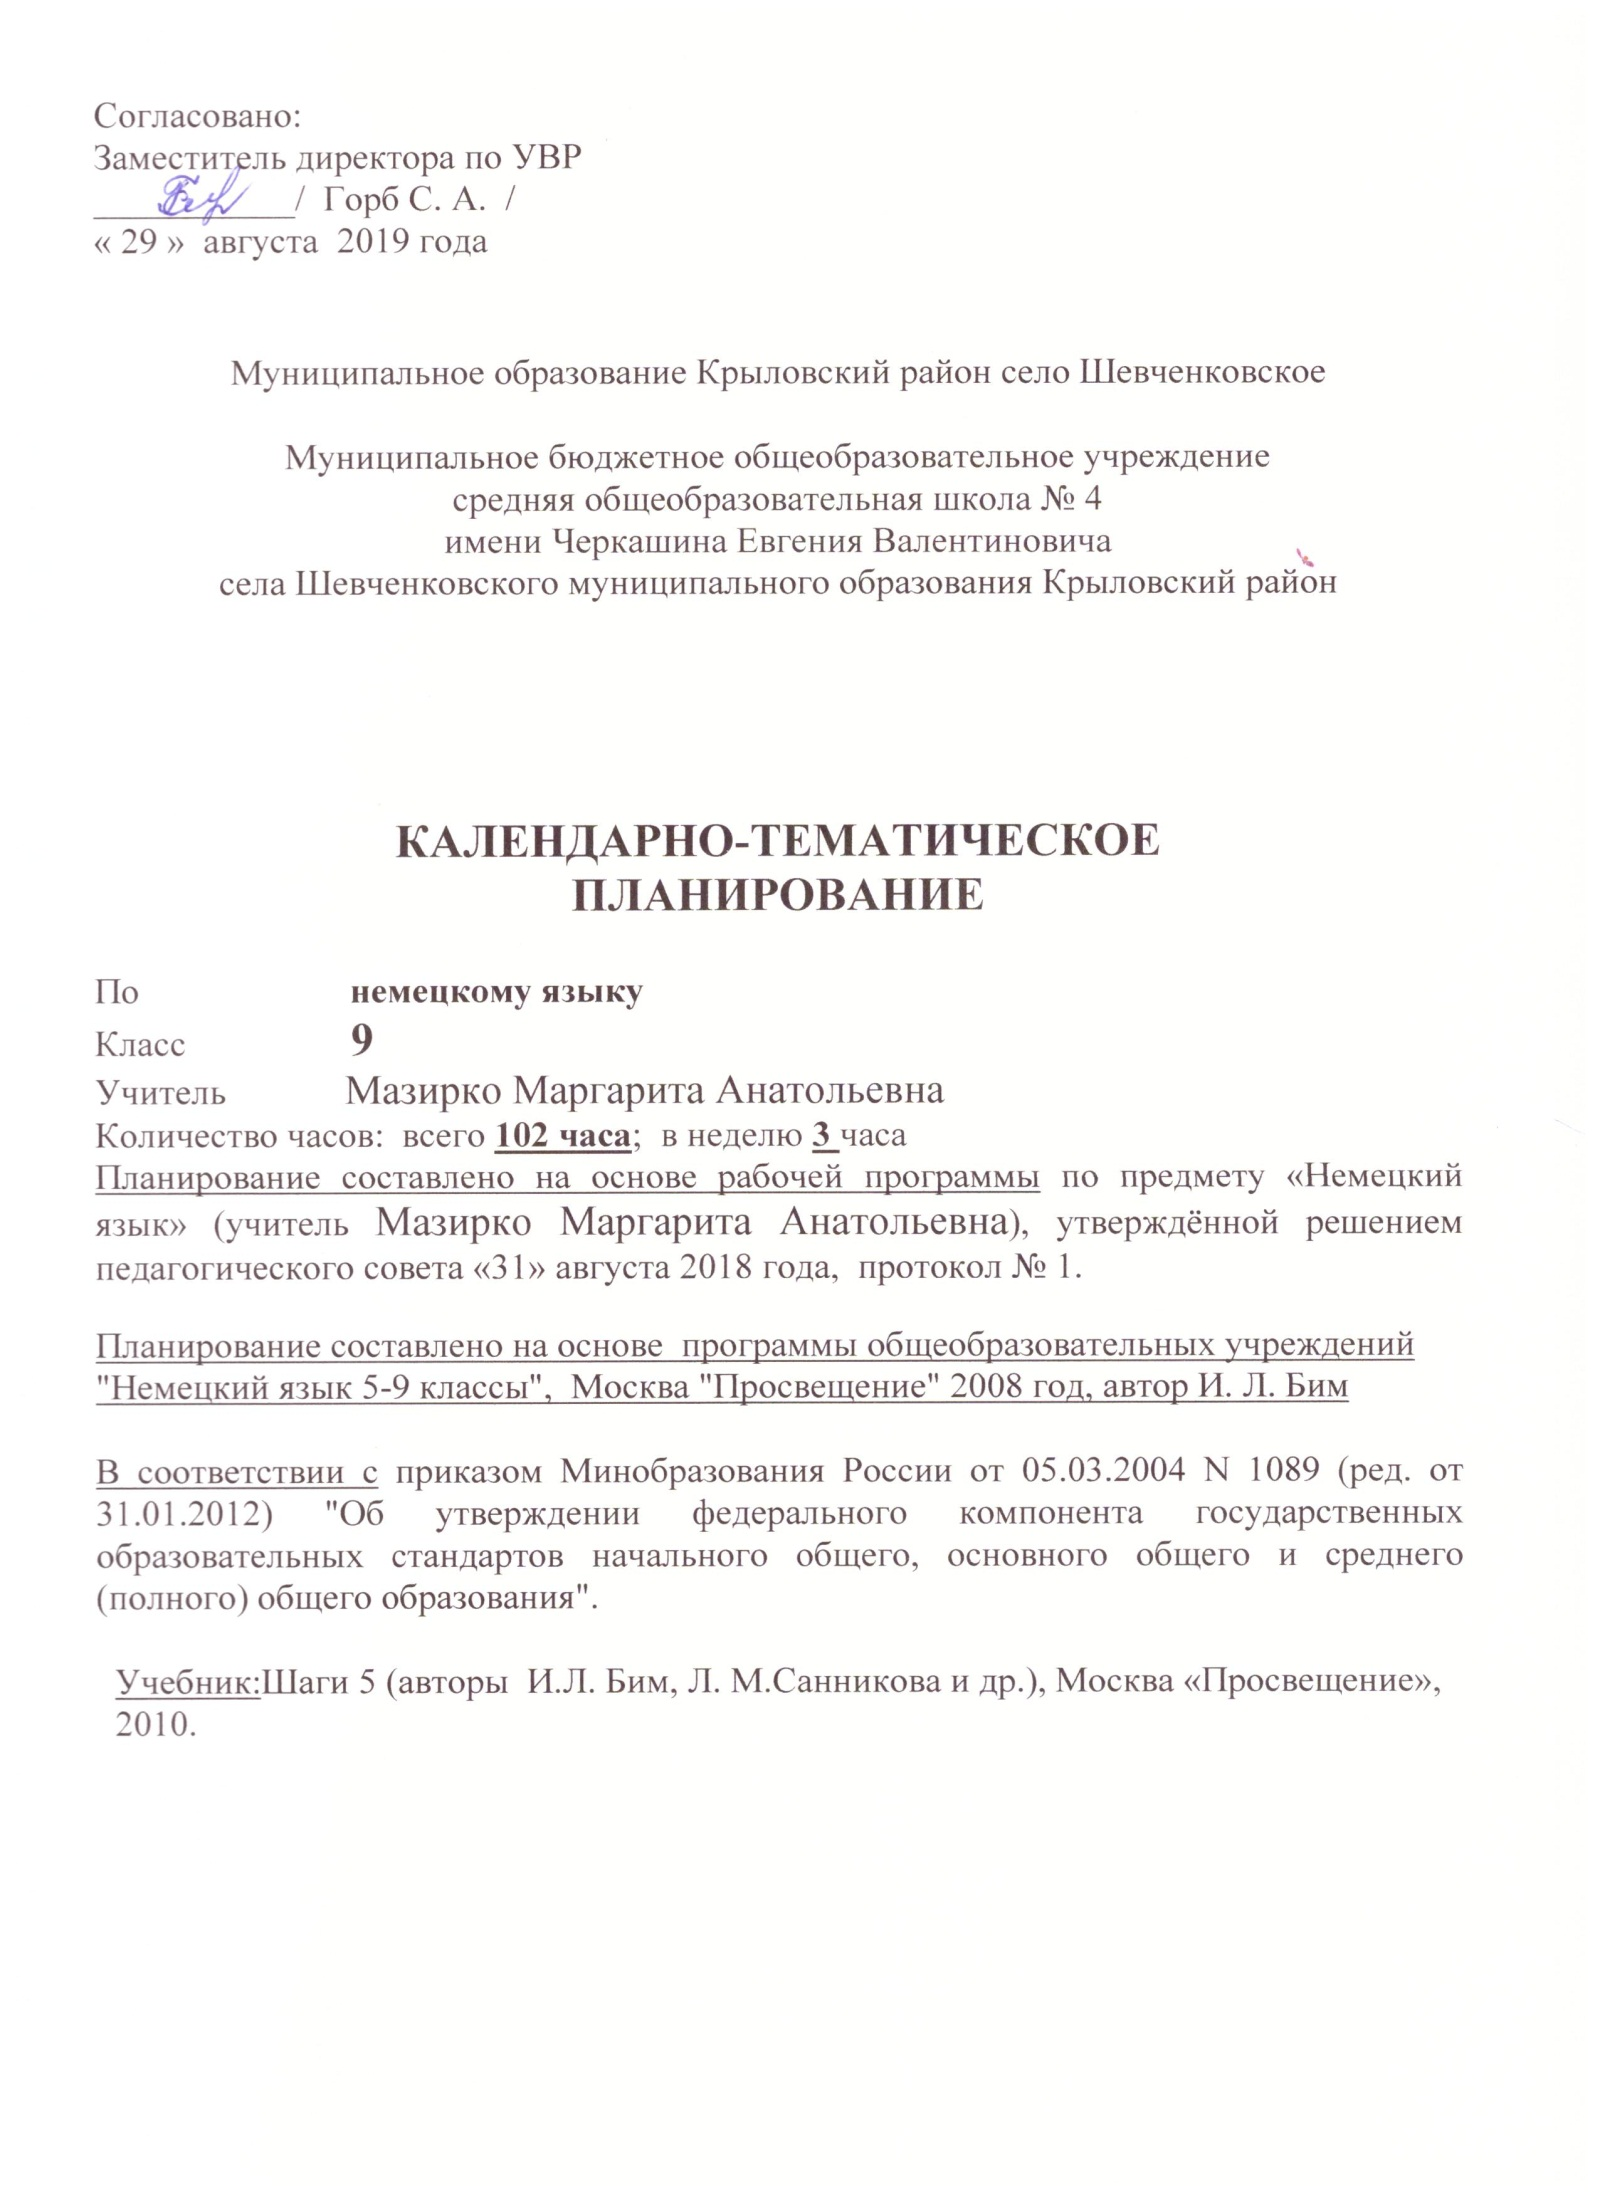 Согласовано:
Заместитель директора по УВР
___________/ Горб С. А. /
« 29 » августа 2019 года
Муниципальное образование Крыловский район село Шевченковское
Муниципальное бюджетное общеобразовательное учреждение
средняя общеобразовательная школа № 4
имени Черкашина Евгения Валентиновича
села Шевченковского муниципального образования Крыловский район
КАЛЕНДАРНО-ТЕМАТИЧЕСКОЕ
ПЛАНИРОВАНИЕ
По немецкому языку
Класс 9
Учитель Мазирко Маргарита Анатольевна
Количество часов: всего 102 часа; в неделю 3 часа
Планирование составлено на основе рабочей программы по предмету «Немецкий
язык» (учитель Мазирко Маргарита Анатольевна), утверждённой решением
педагогического совета «31» августа 2018 года, протокол № 1.
Планирование составлено на основе программы общеобразовательных учреждений
"Немецкий язык 5-9 классы", Москва "Просвещение" 2008 год, автор И. Л. Бим
В соответствии с приказом Минобразования России от 05.03.2004 N 1089 (ред. от
31.01.2012) "Об утверждении федерального компонента государственных
образовательных стандартов начального общего, основного общего и среднего
(полного) общего образования".
Учебник:Шаги 5 (авторы И.Л. Бим, Л. М.Санникова и др.), Москва «Просвещение»,
2010.